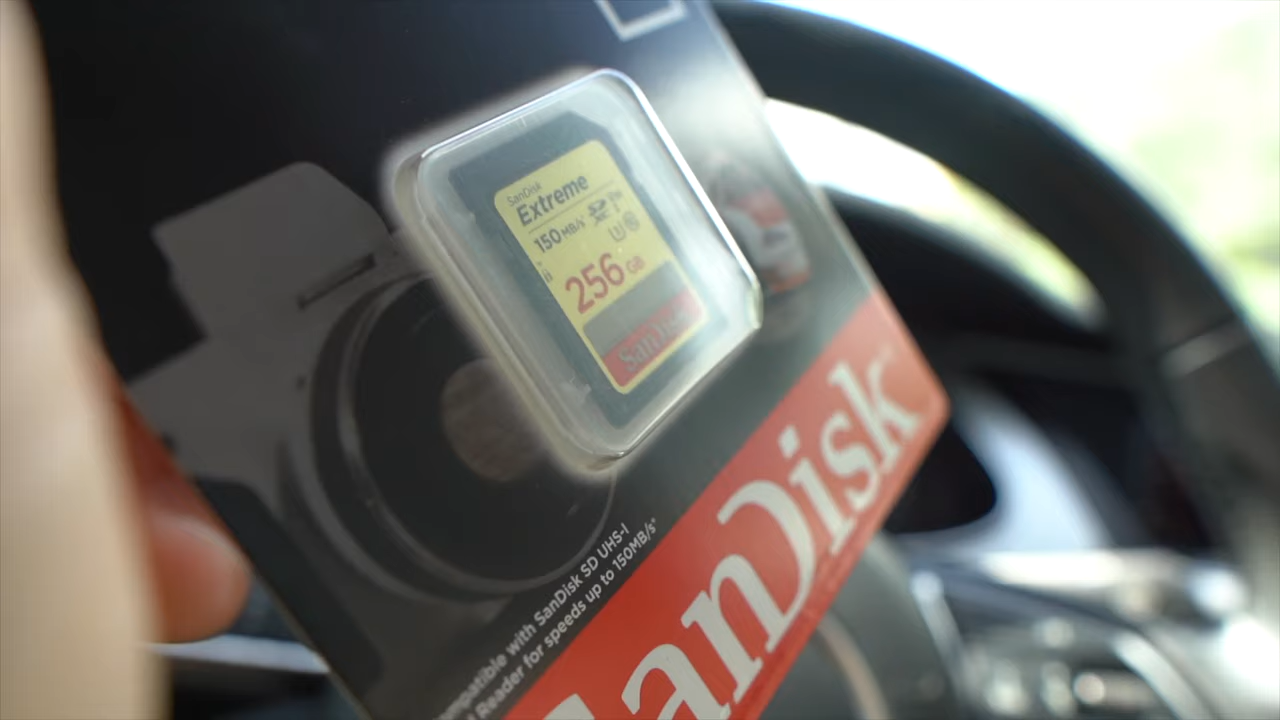 SanDisk
Extreme
150 MB/s
256 GB
SanDisk
ompatible with SanDisk SD UHS-I
d Reader for speeds up to 150MB/s*
SanDisk